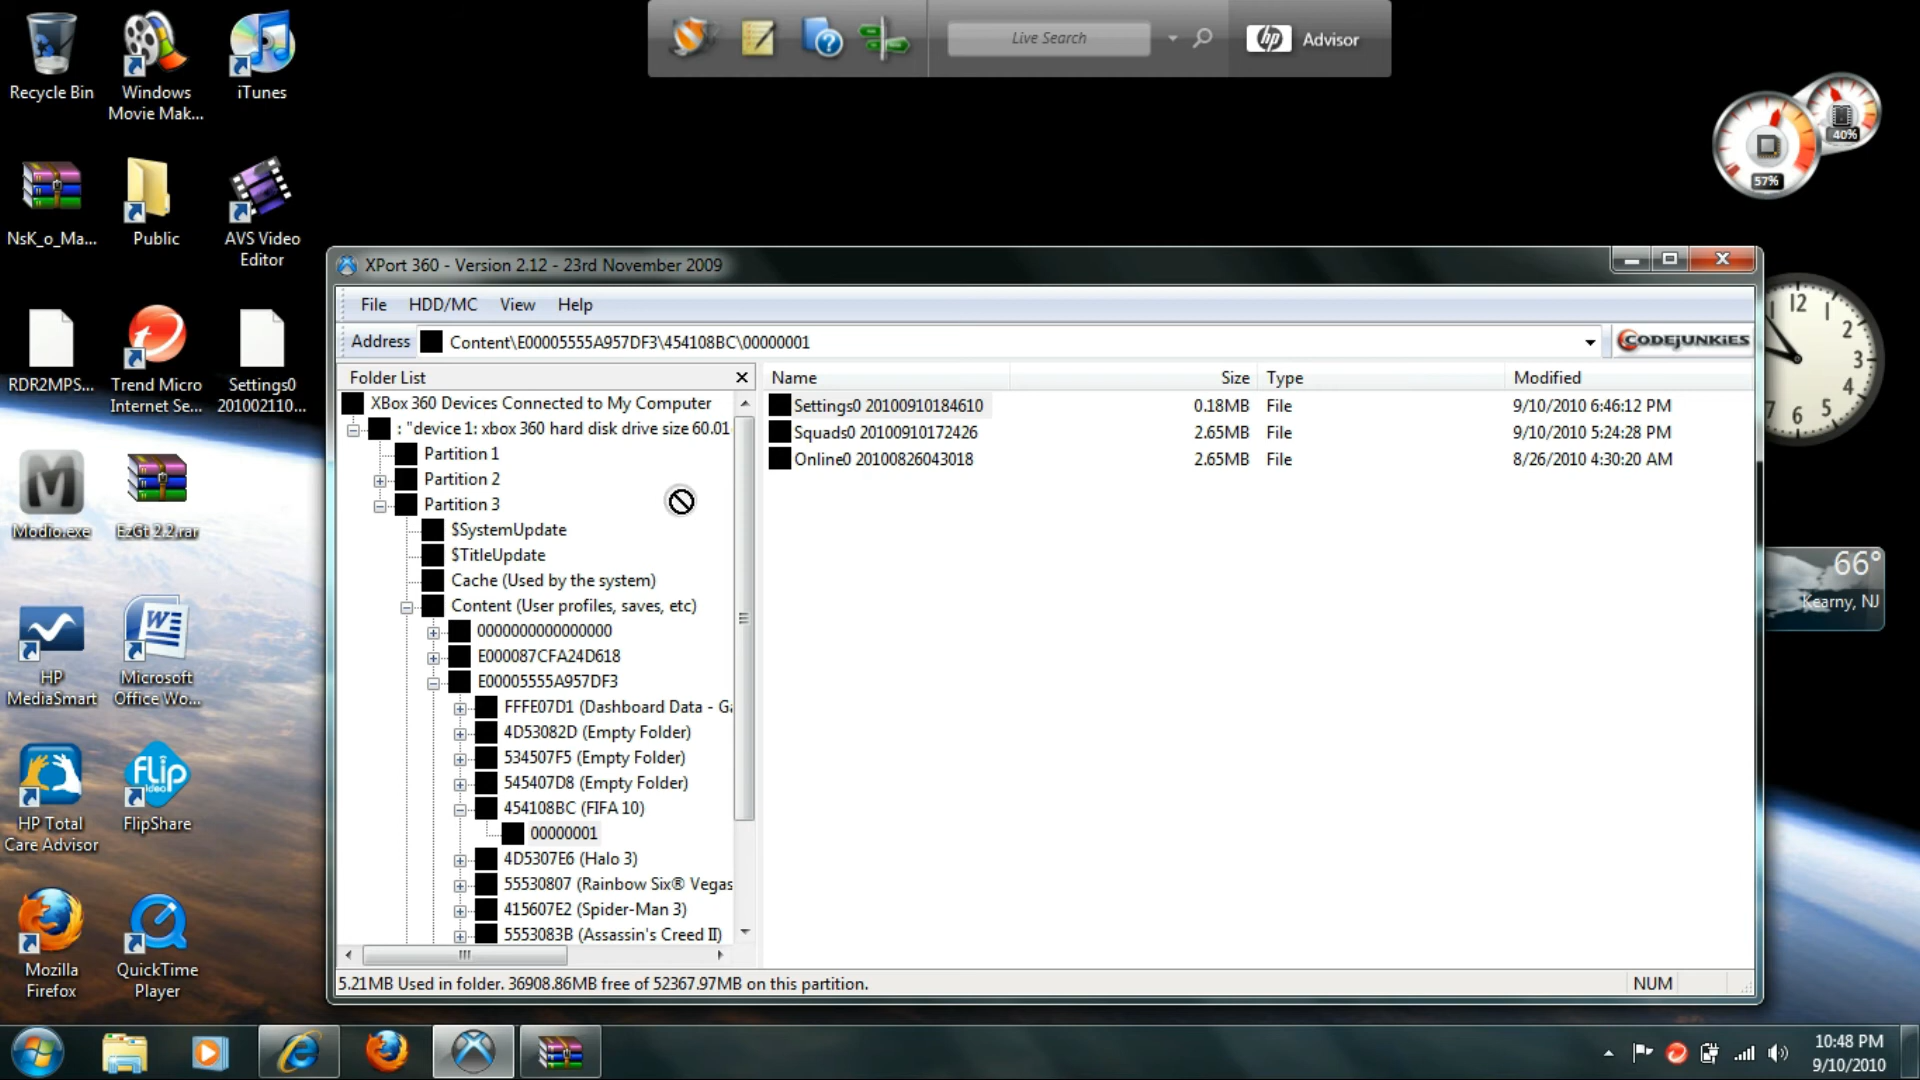 Recycle Bin
Windows
Movie Mak...
iTunes
NsK_o_Ma...
Public
AVS Video
Editor
RDR2MPS...
Trend Micro
Internet Se...
Settings0
201002110...
Modio.exe
EzGt 2.2.rar
HP
MediaSmart
Microsoft
Office Wo...
HP Total
Care Advisor
FlipShare
Mozilla
Firefox
QuickTime
Player
Live Search
hp
Advisor
40%
57%
12
1
2
3
4
5
6
7
66°
Kearny, NJ
XPort 360 - Version 2.12 - 23rd November 2009
File HDD/MC View Help
Address Content\E00005555A957DF3\454108BC\00000001
CODEJUNKIES
Folder List
XBox 360 Devices Connected to My Computer
: "device 1: xbox 360 hard disk drive size 60.01
Partition 1
Partition 2
Partition 3
$SystemUpdate
$TitleUpdate
Cache (Used by the system)
Content (User profiles, saves, etc)
0000000000000000
E000087CFA24D618
E00005555A957DF3
FFFE07D1 (Dashboard Data - Ga
4D53082D (Empty Folder)
534507F5 (Empty Folder)
545407D8 (Empty Folder)
454108BC (FIFA 10)
00000001
4D5307E6 (Halo 3)
55530807 (Rainbow Six® Vegas
415607E2 (Spider-Man 3)
5553083B (Assassin's Creed II)
Name Size Type Modified
Settings0 20100910184610 0.18MB File 9/10/2010 6:46:12 PM
Squads0 20100910172426 2.65MB File 9/10/2010 5:24:28 PM
Online0 20100826043018 2.65MB File 8/26/2010 4:30:20 AM
5.21MB Used in folder. 36908.86MB free of 52367.97MB on this partition.
NUM
10:48 PM
9/10/2010